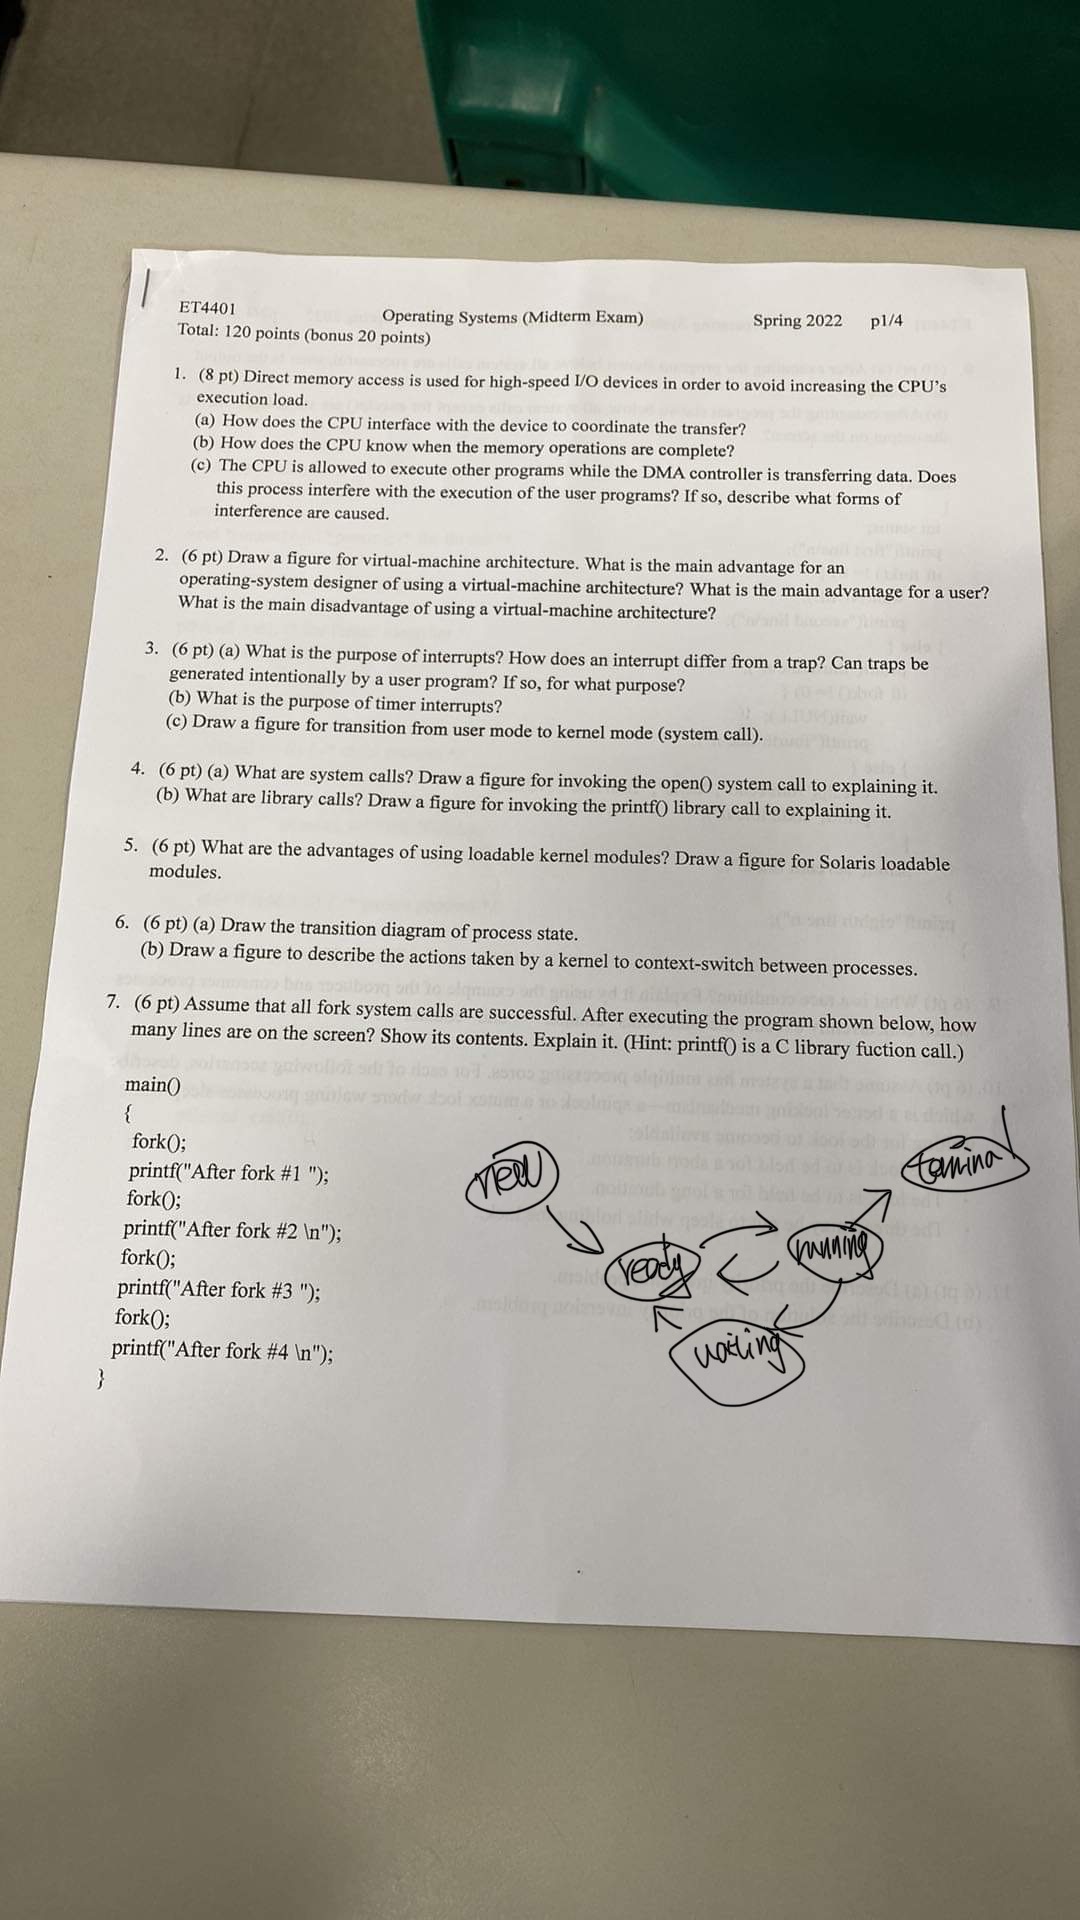 ET4401
Operating Systems (Midterm Exam)
Spring 2022 p1/4
Total: 120 points (bonus 20 points)
1. (8 pt) Direct memory access is used for high-speed I/O devices in order to avoid increasing the CPU's
execution load.
(a) How does the CPU interface with the device to coordinate the transfer?
(b) How does the CPU know when the memory operations are complete?
(c) The CPU is allowed to execute other programs while the DMA controller is transferring data. Does
this process interfere with the execution of the user programs? If so, describe what forms of
interference are caused.
2. (6 pt) Draw a figure for virtual-machine architecture. What is the main advantage for an
operating-system designer of using a virtual-machine architecture? What is the main advantage for a user?
What is the main disadvantage of using a virtual-machine architecture?
3. (6 pt) (a) What is the purpose of interrupts? How does an interrupt differ from a trap? Can traps be
generated intentionally by a user program? If so, for what purpose?
(b) What is the purpose of timer interrupts?
(c) Draw a figure for transition from user mode to kernel mode (system call).
4. (6 pt) (a) What are system calls? Draw a figure for invoking the open() system call to explaining it.
(b) What are library calls? Draw a figure for invoking the printf() library call to explaining it.
5. (6 pt) What are the advantages of using loadable kernel modules? Draw a figure for Solaris loadable
modules.
6. (6 pt) (a) Draw the transition diagram of process state.
(b) Draw a figure to describe the actions taken by a kernel to context-switch between processes.
7. (6 pt) Assume that all fork system calls are successful. After executing the program shown below, how
many lines are on the screen? Show its contents. Explain it. (Hint: printf() is a C library fuction call.)
main()
{
fork();
printf("After fork #1 ");
fork();
printf("After fork #2 \n");
fork();
printf("After fork #3 ");
fork();
printf("After fork #4 \n");
}
new
terminal
running
ready
waiting